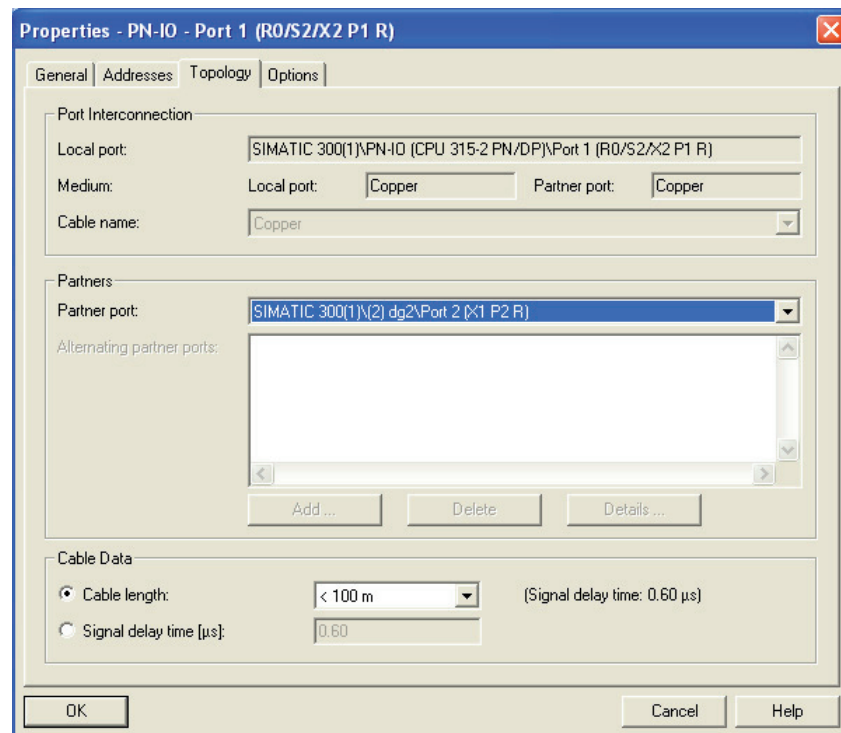 Properties - PN-IO - Port 1 (R0/S2/X2 P1 R)
General Addresses Topology Options
Port Interconnection
Local port: SIMATIC 300(1)\PN-IO (CPU 315-2 PN/DP)\Port 1 (R0/S2/X2 P1 R)
Medium: Local port: Copper Partner port: Copper
Cable name: Copper
Partners
Partner port: SIMATIC 300(1)\(2) dg2\Port 2 (X1 P2 R)
Alternating partner ports:
Add ... Delete Details ...
Cable Data
Cable length: < 100 m (Signal delay time: 0.60 µs)
Signal delay time [µs]: 0.60
OK Cancel Help